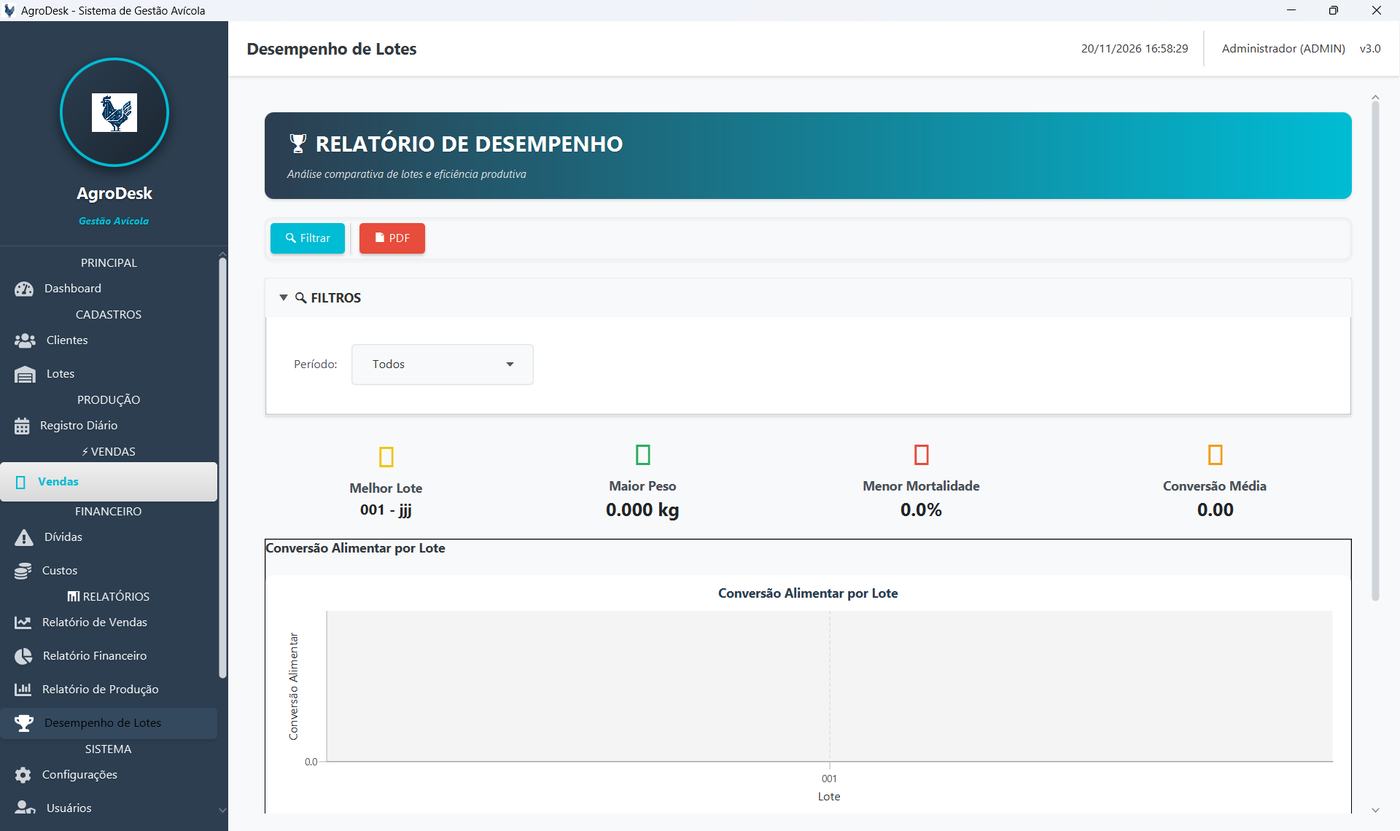 AgroDesk - Sistema de Gestão Avícola
AgroDesk
Gestão Avícola
PRINCIPAL
Dashboard
CADASTROS
Clientes
Lotes
PRODUÇÃO
Registro Diário
⚡ VENDAS
Vendas
FINANCEIRO
Dívidas
Custos
RELATÓRIOS
Relatório de Vendas
Relatório Financeiro
Relatório de Produção
Desempenho de Lotes
SISTEMA
Configurações
Usuários
Desempenho de Lotes
20/11/2026 16:58:29
Administrador (ADMIN)
v3.0
RELATÓRIO DE DESEMPENHO
Análise comparativa de lotes e eficiência produtiva
Filtrar
PDF
FILTROS
Período:
Todos
Melhor Lote
001 - jjj
Maior Peso
0.000 kg
Menor Mortalidade
0.0%
Conversão Média
0.00
Conversão Alimentar por Lote
Conversão Alimentar por Lote
Conversão Alimentar
0.0
001
Lote